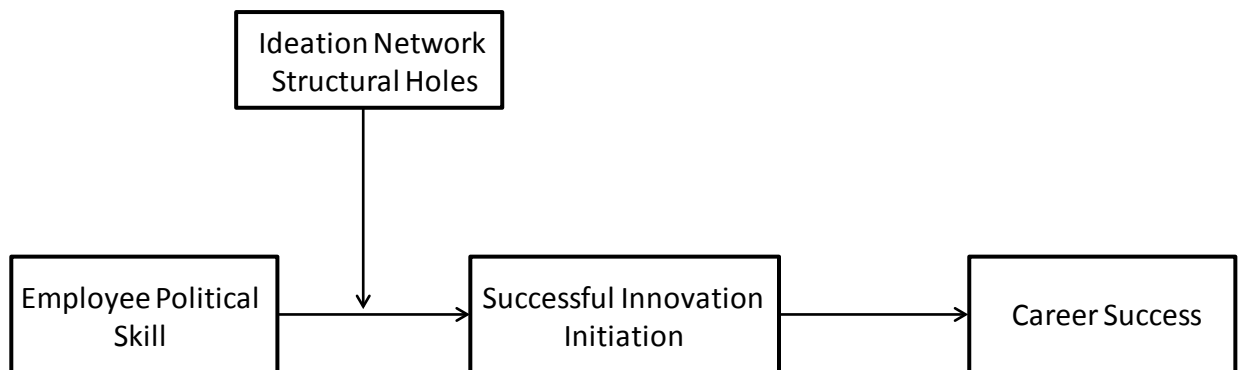 Ideation Network
Structural Holes
Employee Political
Skill
Successful Innovation
Initiation
Career Success